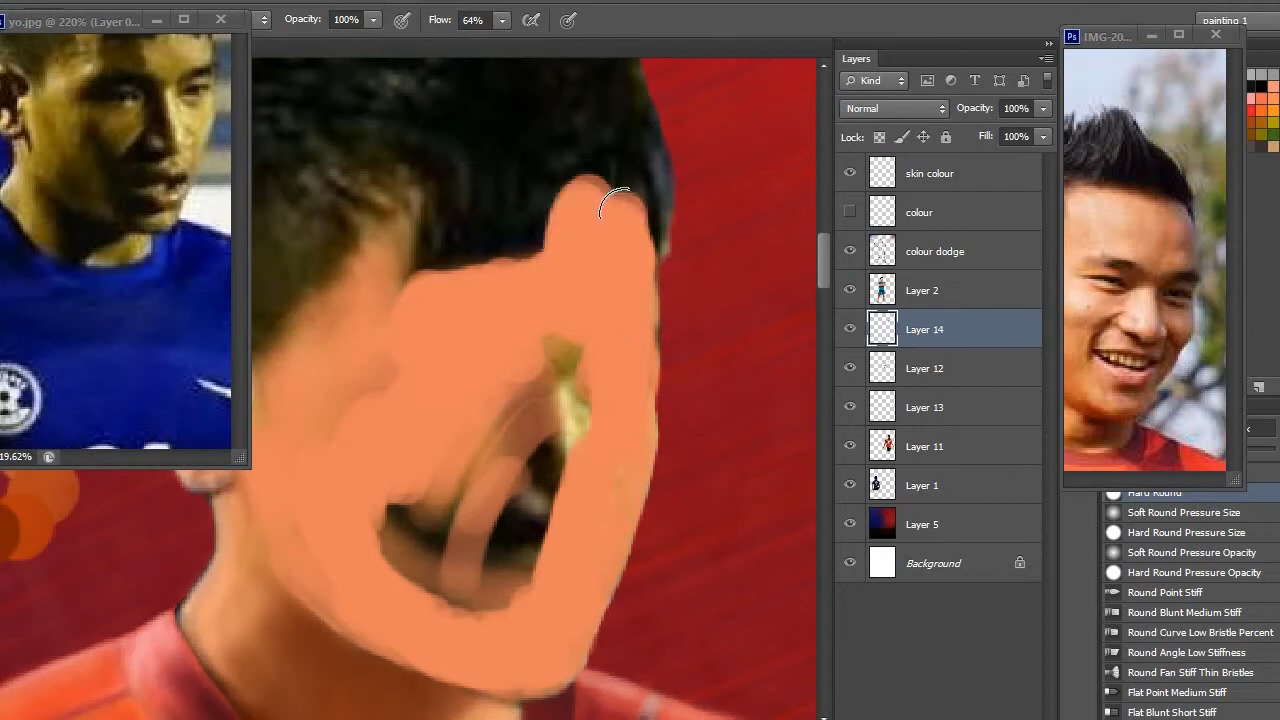 yo.jpg @ 220% (Layer 0...
Opacity: 100%
Flow: 64%
painting 1
IMG-20...
Layers
Kind
Normal
Opacity: 100%
Lock:
Fill: 100%
skin colour
colour
colour dodge
Layer 2
Layer 14
Layer 12
Layer 13
Layer 11
Layer 1
Layer 5
Background
19.62%
Hard Round
Soft Round Pressure Size
Hard Round Pressure Size
Soft Round Pressure Opacity
Hard Round Pressure Opacity
Round Point Stiff
Round Blunt Medium Stiff
Round Curve Low Bristle Percent
Round Angle Low Stiffness
Round Fan Stiff Thin Bristles
Flat Point Medium Stiff
Flat Blunt Short Stiff